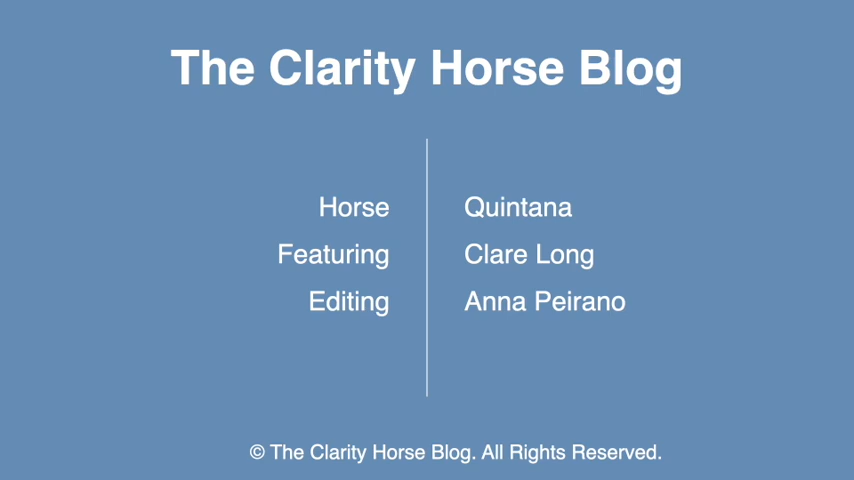 The Clarity Horse Blog
Horse Quintana
Featuring Clare Long
Editing Anna Peirano
© The Clarity Horse Blog. All Rights Reserved.